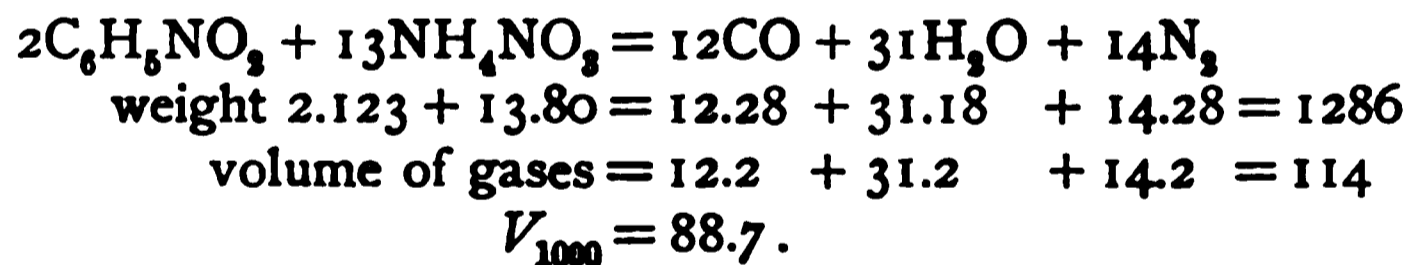 2C₆H₅NO₂ + 13NH₄NO₃ = 12CO + 31H₂O + 14N₂
weight 2.123 + 13.80 = 12.28 + 31.18 + 14.28 = 1286
volume of gases = 12.2 + 31.2 + 14.2 = 114
V₁₀₀₀ = 88.7.